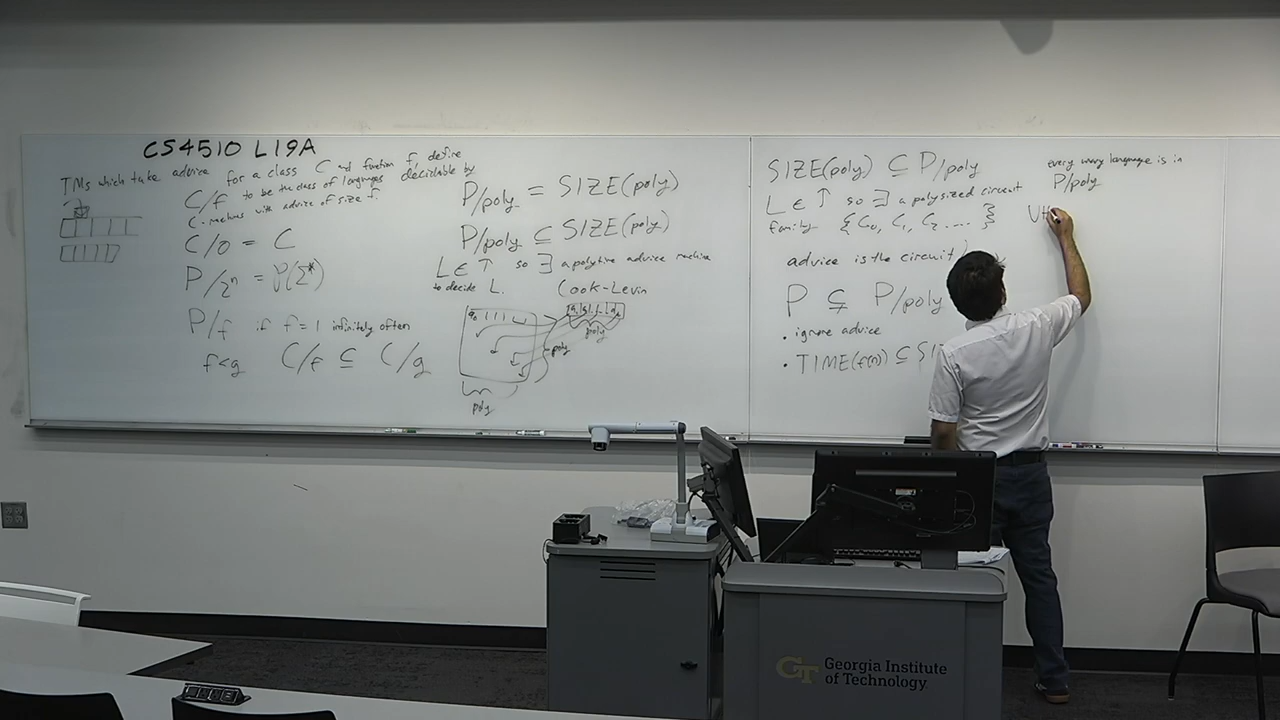 CS4510 L19A
TMs which take advice for a class C and function f, define
C/f to be the class of languages decidable by
C-machines with advice of size f.
C/0 = C
P/2ⁿ = P(Σ*)
P/f if f=1 infinitely often
f<g C/f ⊆ C/g
P/poly = SIZE(poly)
P/poly ⊆ SIZE(poly)
L ∈ ↑ so ∃ a polytime advice machine
to decide L. Cook-Levin
poly
poly
poly
SIZE(poly) ⊆ P/poly
L ∈ ↑ so ∃ a polysized circuit
family {C₀, C₁, C₂ .... }
advice is the circuit!
P ⊊ P/poly
• ignore advice
• TIME(f(n)) ⊆ SI
every unary language is in
P/poly
UH
GT Georgia Institute
of Technology